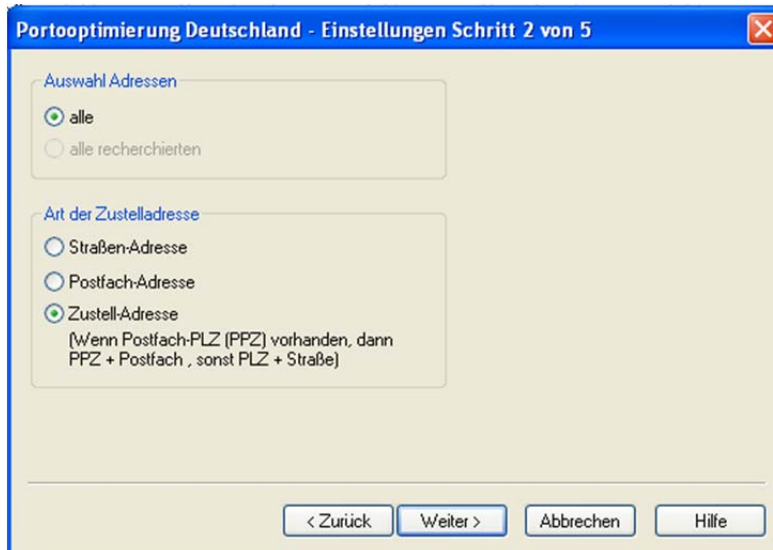 Portooptimierung Deutschland - Einstellungen Schritt 2 von 5
Auswahl Adressen
alle
alle recherchierten
Art der Zustelladresse
Straßen-Adresse
Postfach-Adresse
Zustell-Adresse
(Wenn Postfach-PLZ (PPZ) vorhanden, dann
PPZ + Postfach , sonst PLZ + Straße)
< Zurück
Weiter >
Abbrechen
Hilfe